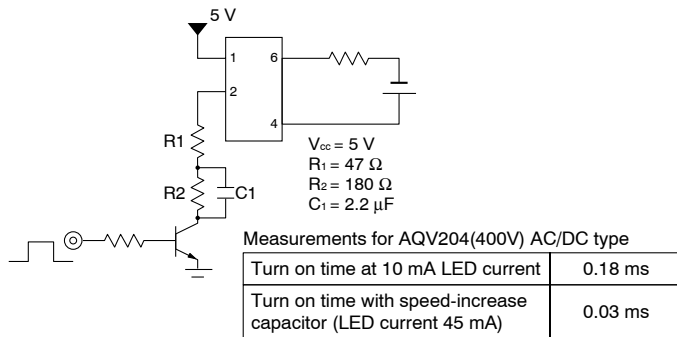 5 V
1
6
2
4
R1
R2
C1
Vcc = 5 V
R1 = 47 Ω
R2 = 180 Ω
C1 = 2.2 μF
Measurements for AQV204(400V) AC/DC type
Turn on time at 10 mA LED current 0.18 ms
Turn on time with speed-increase
capacitor (LED current 45 mA) 0.03 ms